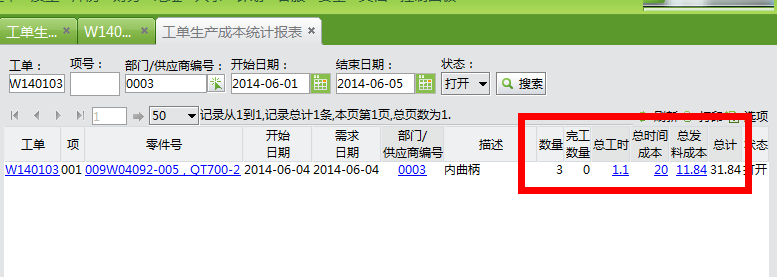 工单生... × W140... × 工单生产成本统计报表 ×
工单： 项号： 部门/供应商编号： 开始日期： 结束日期： 状态：
W140103 0003 2014-06-01 2014-06-05 打开 搜索
1 50 记录从1到1,记录总计1条,本页第1页,总页数为1. 刷新 打印 选项
工单 项 零件号 开始日期 需求日期 部门/供应商编号 描述 数量 完工数量 总工时 总时间成本 总发料成本 总计 状态
W140103 001 009W04092-005，QT700-2 2014-06-04 2014-06-04 0003 内曲柄 3 0 1.1 20 11.84 31.84 打开